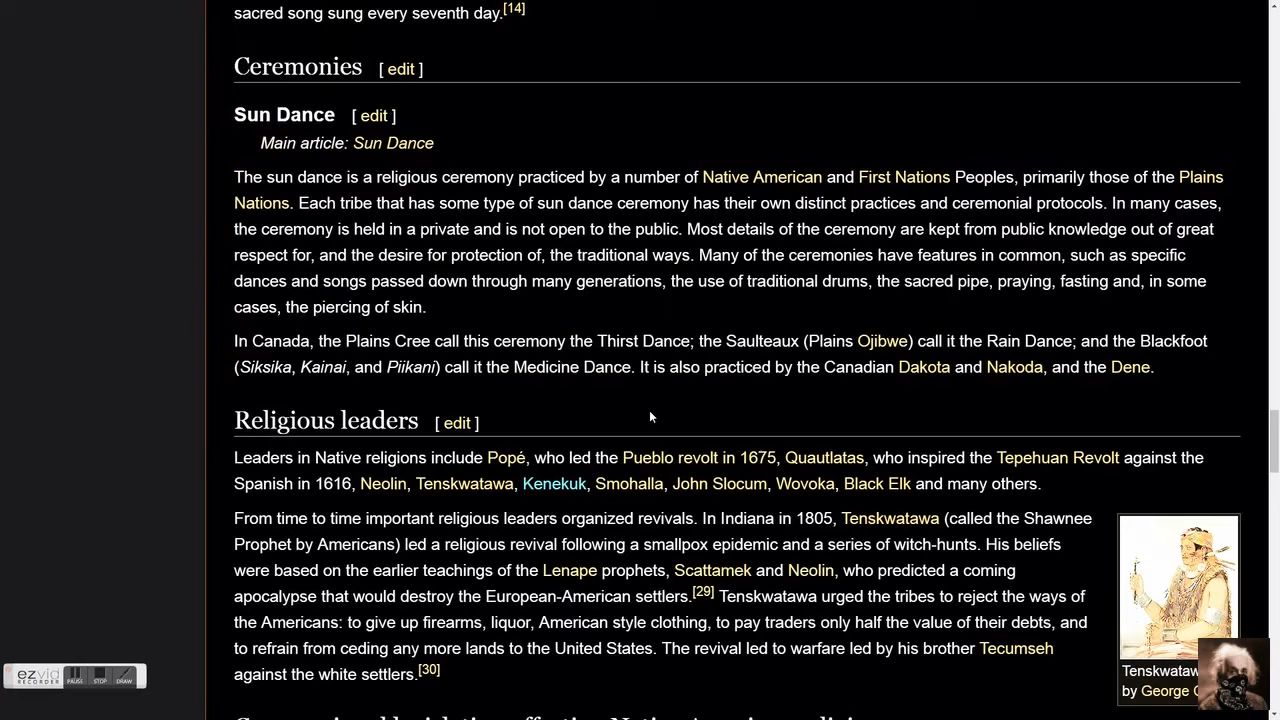 sacred song sung every seventh day.[14]
Ceremonies [ edit ]
Sun Dance [ edit ]
Main article: Sun Dance
The sun dance is a religious ceremony practiced by a number of Native American and First Nations Peoples, primarily those of the Plains
Nations. Each tribe that has some type of sun dance ceremony has their own distinct practices and ceremonial protocols. In many cases,
the ceremony is held in a private and is not open to the public. Most details of the ceremony are kept from public knowledge out of great
respect for, and the desire for protection of, the traditional ways. Many of the ceremonies have features in common, such as specific
dances and songs passed down through many generations, the use of traditional drums, the sacred pipe, praying, fasting and, in some
cases, the piercing of skin.
In Canada, the Plains Cree call this ceremony the Thirst Dance; the Saulteaux (Plains Ojibwe) call it the Rain Dance; and the Blackfoot
(Siksika, Kainai, and Piikani) call it the Medicine Dance. It is also practiced by the Canadian Dakota and Nakoda, and the Dene.
Religious leaders [ edit ]
Leaders in Native religions include Popé, who led the Pueblo revolt in 1675, Quautlatas, who inspired the Tepehuan Revolt against the
Spanish in 1616, Neolin, Tenskwatawa, Kenekuk, Smohalla, John Slocum, Wovoka, Black Elk and many others.
From time to time important religious leaders organized revivals. In Indiana in 1805, Tenskwatawa (called the Shawnee
Prophet by Americans) led a religious revival following a smallpox epidemic and a series of witch-hunts. His beliefs
were based on the earlier teachings of the Lenape prophets, Scattamek and Neolin, who predicted a coming
apocalypse that would destroy the European-American settlers.[29] Tenskwatawa urged the tribes to reject the ways of
the Americans: to give up firearms, liquor, American style clothing, to pay traders only half the value of their debts, and
to refrain from ceding any more lands to the United States. The revival led to warfare led by his brother Tecumseh
against the white settlers.[30]
Tenskwataw
by George
ezvid
RECORDER
PAUSE STOP DRAW